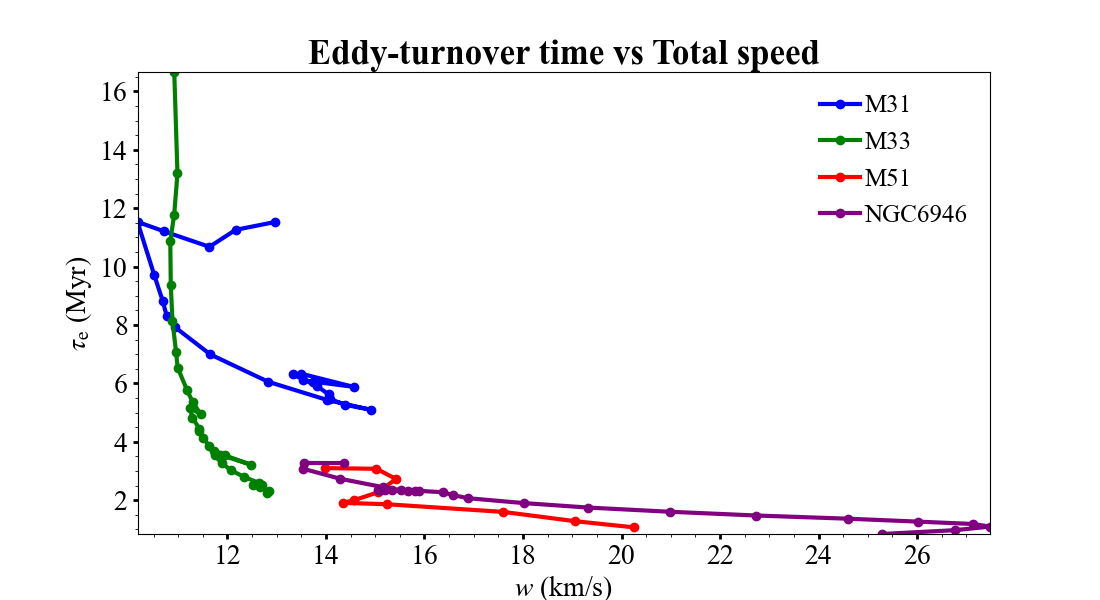 Eddy-turnover time vs Total speed
16
14
12
10
8
6
4
2
τe (Myr)
M31
M33
M51
NGC6946
12 14 16 18 20 22 24 26
w (km/s)